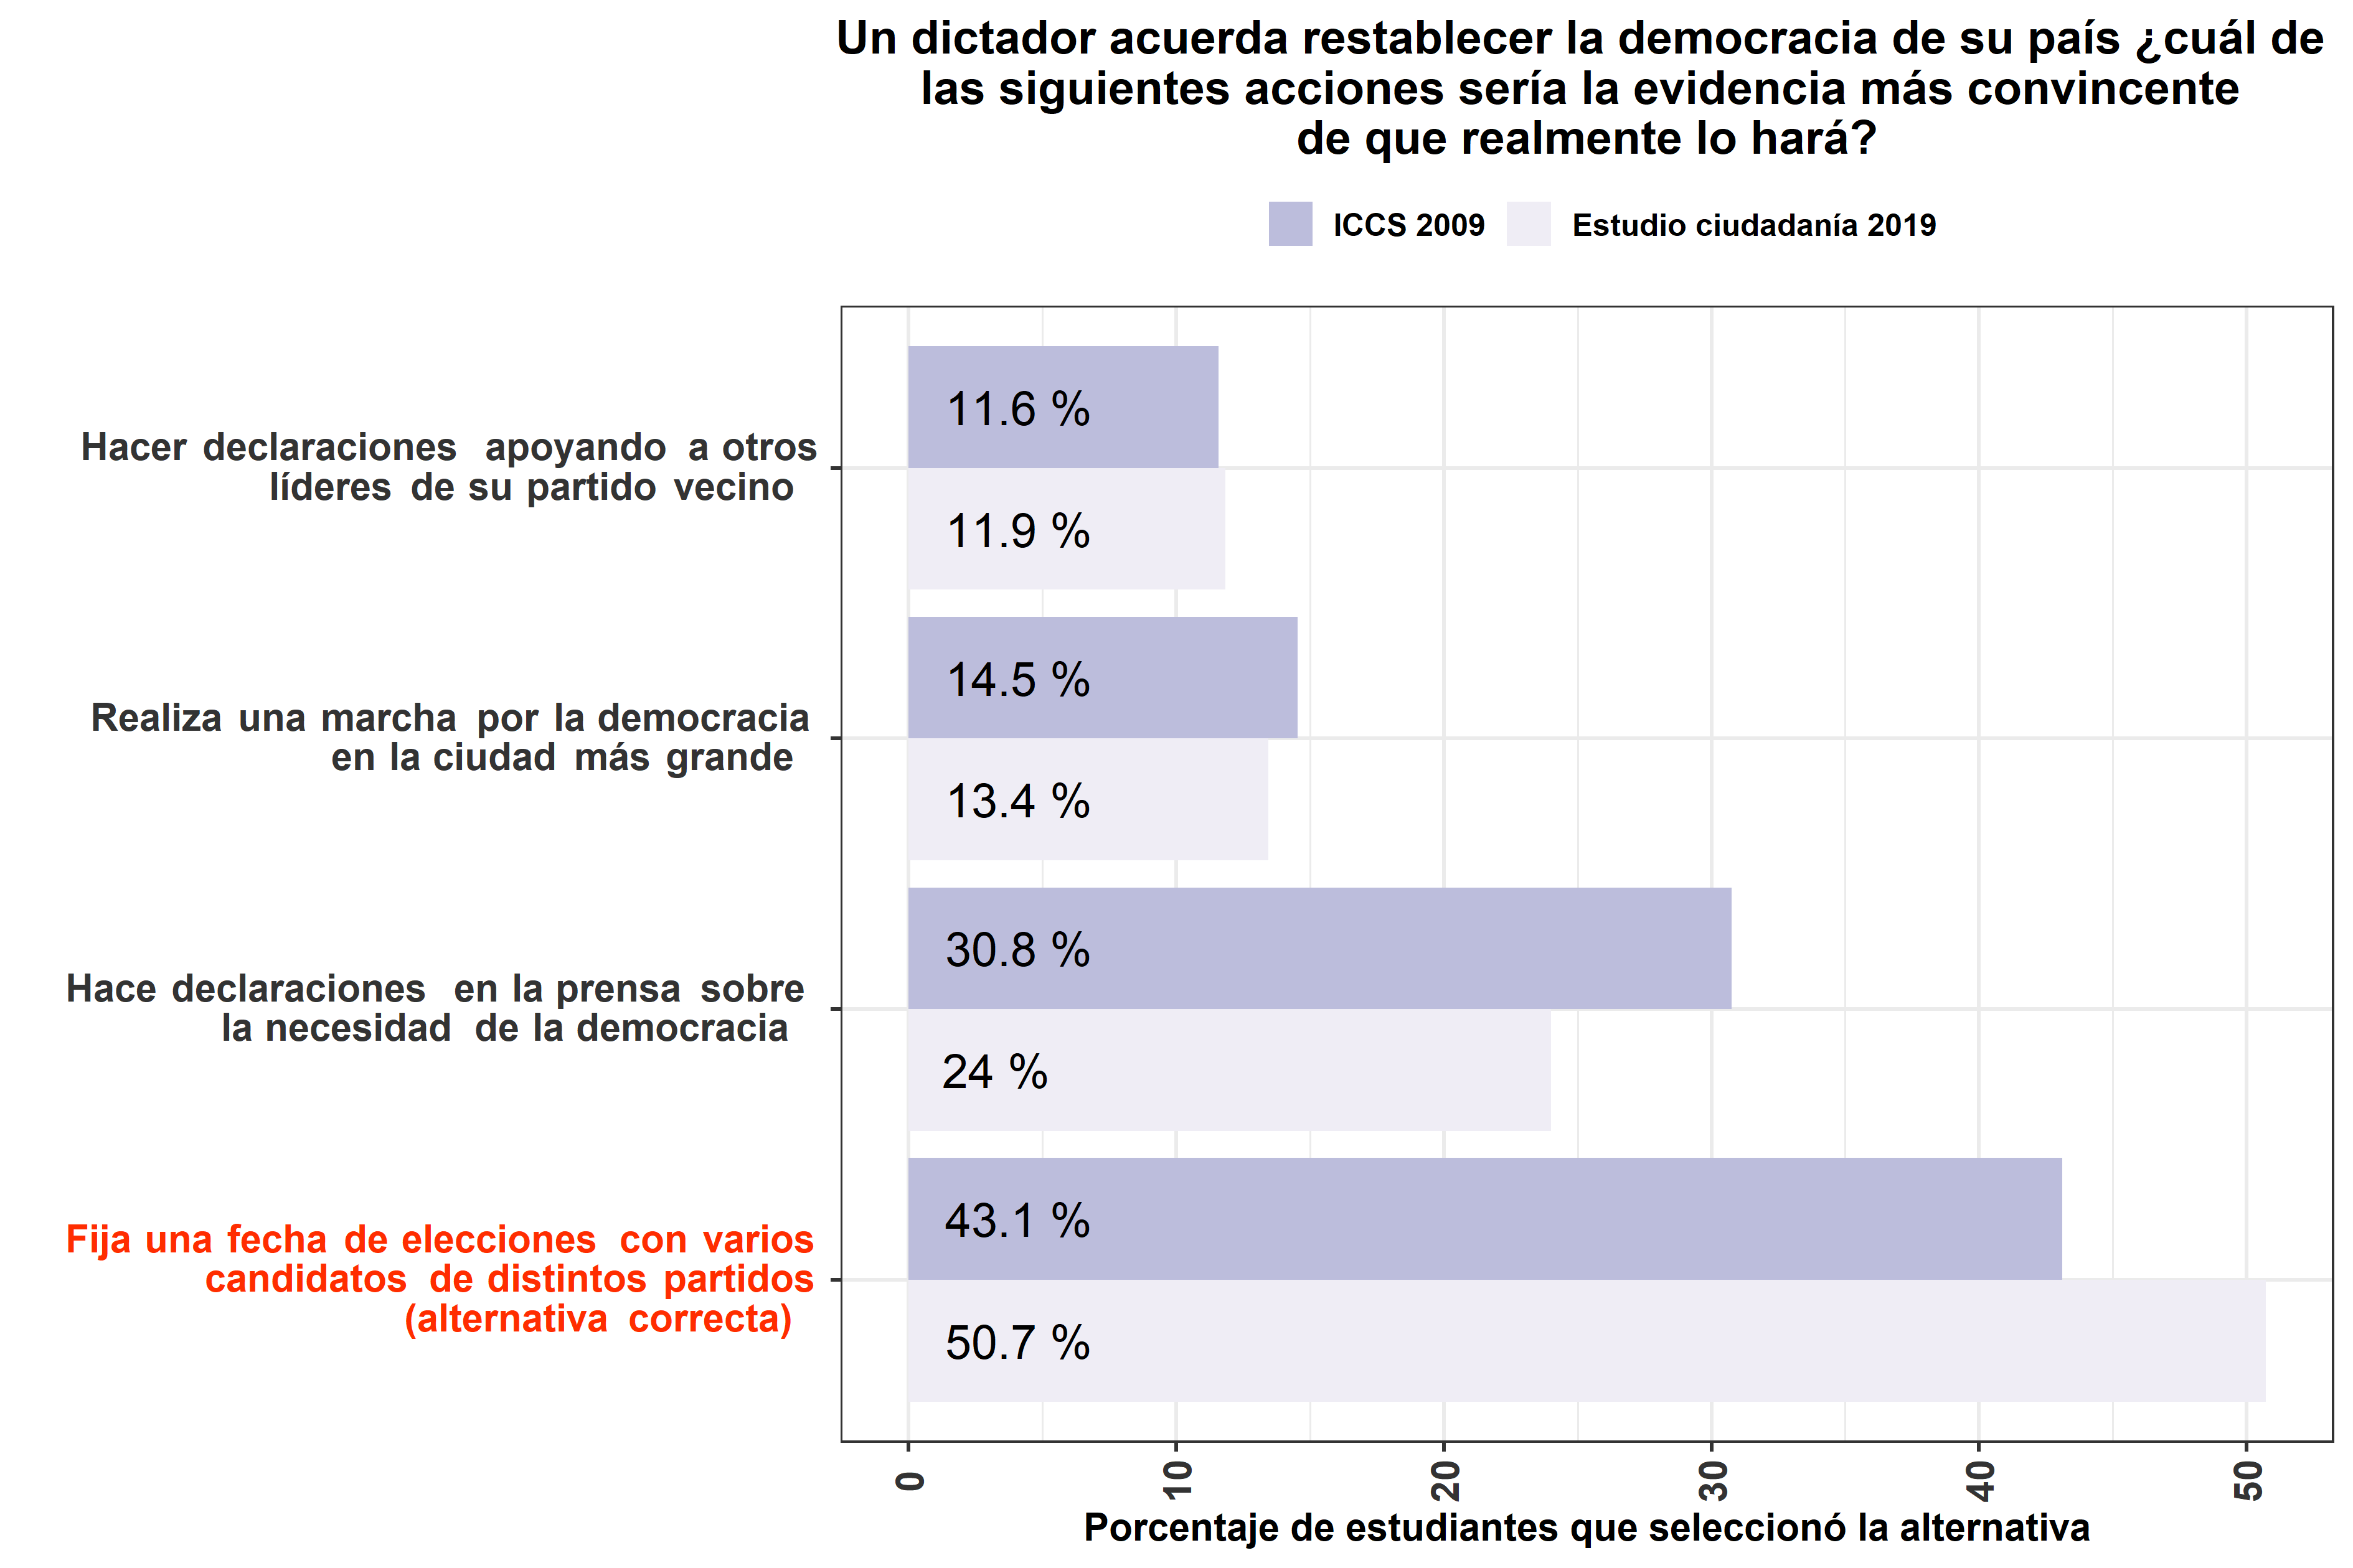 Un dictador acuerda restablecer la democracia de su país ¿cuál de
las siguientes acciones sería la evidencia más convincente
de que realmente lo hará?
ICCS 2009
Estudio ciudadanía 2019
Hacer declaraciones apoyando a otros
líderes de su partido vecino
11.6 %
11.9 %
Realiza una marcha por la democracia
en la ciudad más grande
14.5 %
13.4 %
Hace declaraciones en la prensa sobre
la necesidad de la democracia
30.8 %
24 %
Fija una fecha de elecciones con varios
candidatos de distintos partidos
(alternativa correcta)
43.1 %
50.7 %
0
10
20
30
40
50
Porcentaje de estudiantes que seleccionó la alternativa